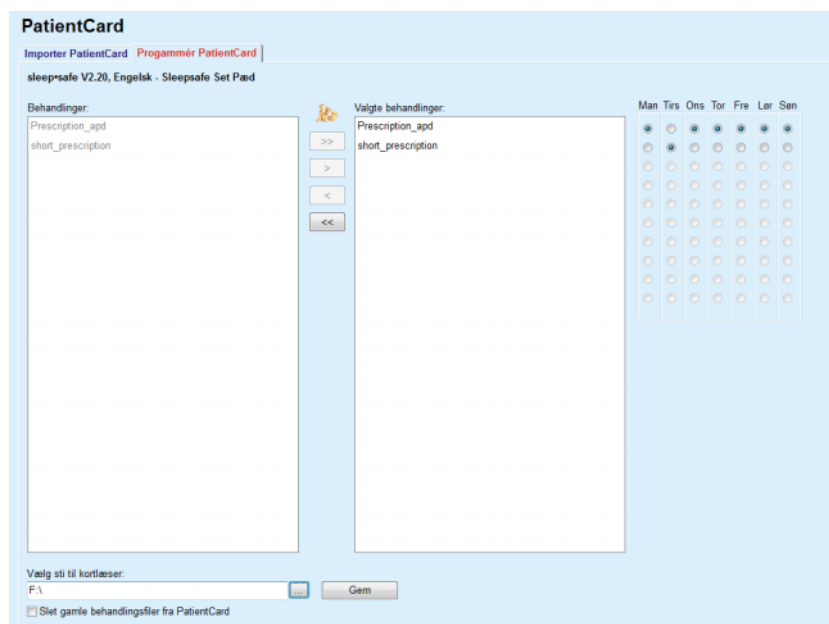 PatientCard
Importer PatientCard Progammér PatientCard
sleep•safe V2.20, Engelsk - Sleepsafe Set Pæd
Behandlinger:
Prescription_apd
short_prescription
>>
>
<
<<
Valgte behandlinger:
Prescription_apd
short_prescription
Man Tirs Ons Tor Fre Lør Søn
Vælg sti til kortlæser:
F:\
...
Gem
Slet gamle behandlingsfiler fra PatientCard